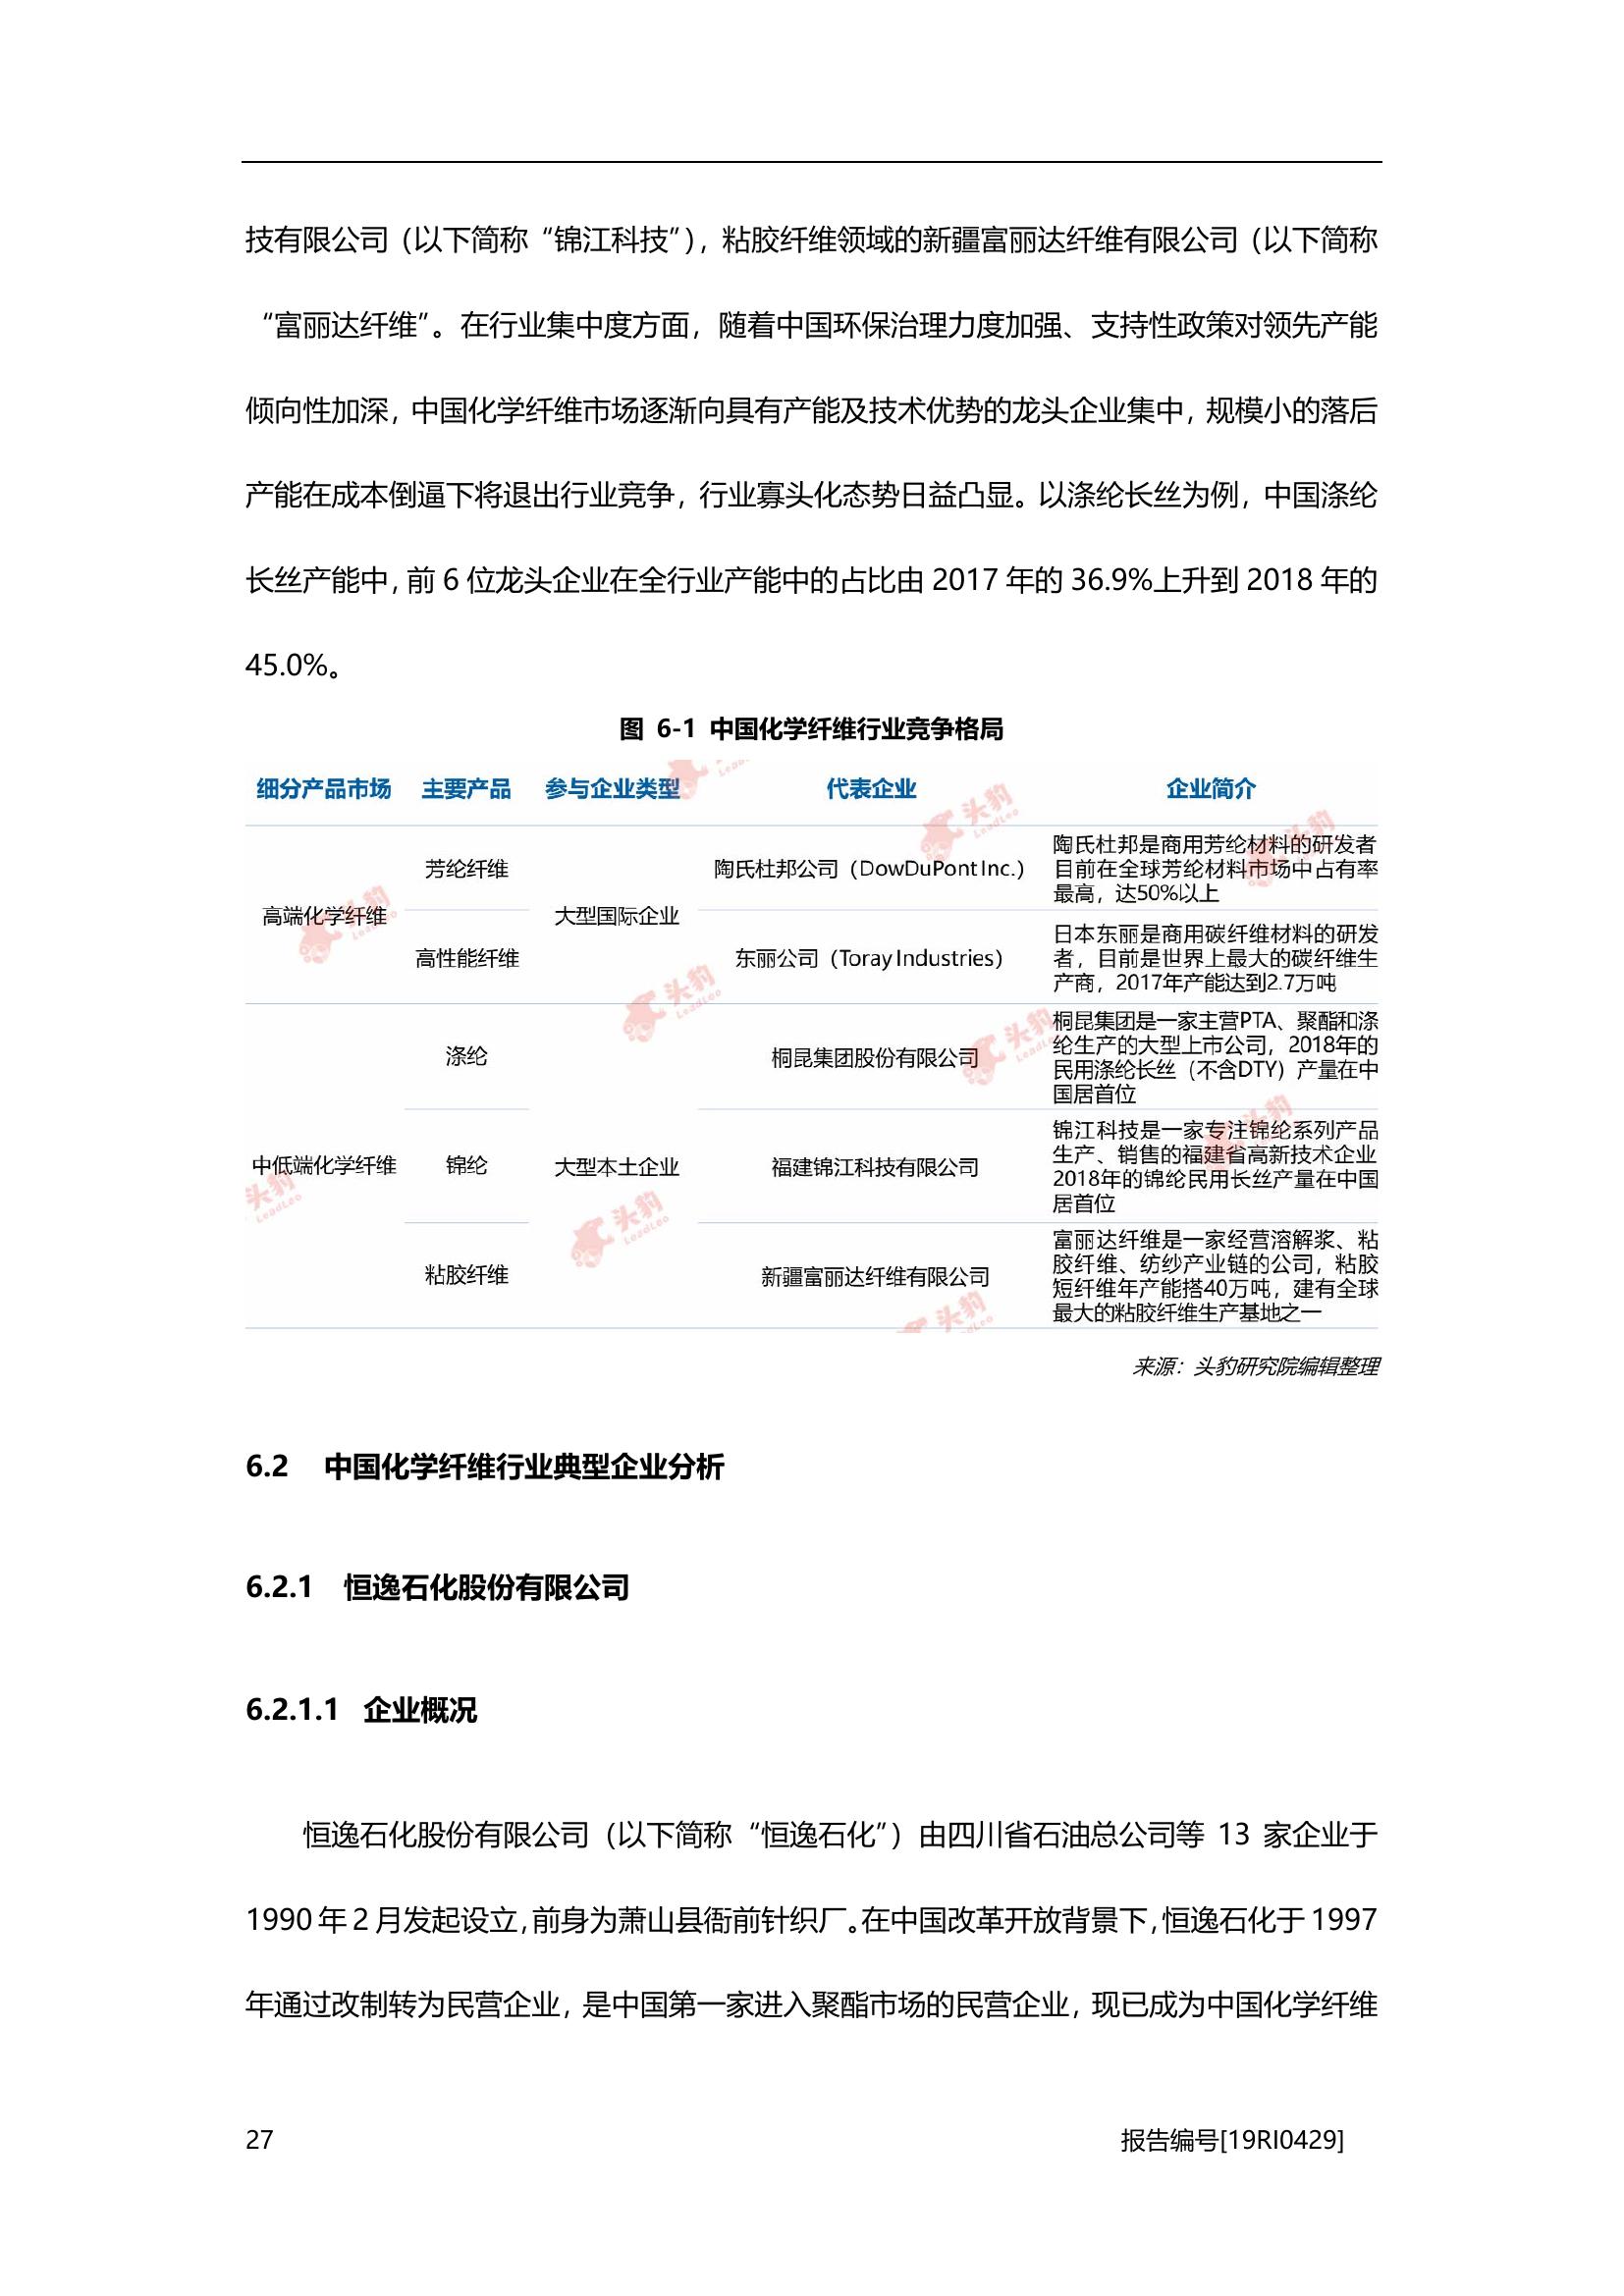 技有限公司（以下简称“锦江科技”），粘胶纤维领域的新疆富丽达纤维有限公司（以下简称
“富丽达纤维”。在行业集中度方面，随着中国环保治理力度加强、支持性政策对领先产能
倾向性加深，中国化学纤维市场逐渐向具有产能及技术优势的龙头企业集中，规模小的落后
产能在成本倒逼下将退出行业竞争，行业寡头化态势日益凸显。以涤纶长丝为例，中国涤纶
长丝产能中，前 6 位龙头企业在全行业产能中的占比由 2017 年的 36.9%上升到 2018 年的
45.0%。
图 6-1 中国化学纤维行业竞争格局
细分产品市场 主要产品 参与企业类型 代表企业 企业简介
高端化学纤维 大型国际企业
芳纶纤维 陶氏杜邦公司（DowDuPont Inc.）
陶氏杜邦是商用芳纶材料的研发者
目前在全球芳纶材料市场中占有率
最高，达50%以上
高性能纤维 东丽公司（Toray Industries）
日本东丽是商用碳纤维材料的研发
者，目前是世界上最大的碳纤维生
产商，2017年产能达到2.7万吨
中低端化学纤维 大型本土企业
涤纶 桐昆集团股份有限公司
桐昆集团是一家主营PTA、聚酯和涤
纶生产的大型上市公司，2018年的
民用涤纶长丝（不含DTY）产量在中
国居首位
锦纶 福建锦江科技有限公司
锦江科技是一家专注锦纶系列产品
生产、销售的福建省高新技术企业
2018年的锦纶民用长丝产量在中国
居首位
粘胶纤维 新疆富丽达纤维有限公司
富丽达纤维是一家经营溶解浆、粘
胶纤维、纺纱产业链的公司，粘胶
短纤维年产能搭40万吨，建有全球
最大的粘胶纤维生产基地之一
头豹
LeadLeo
来源：头豹研究院编辑整理
6.2 中国化学纤维行业典型企业分析
6.2.1 恒逸石化股份有限公司
6.2.1.1 企业概况
恒逸石化股份有限公司（以下简称“恒逸石化”）由四川省石油总公司等 13 家企业于
1990 年 2 月发起设立，前身为萧山县衙前针织厂。在中国改革开放背景下，恒逸石化于 1997
年通过改制转为民营企业，是中国第一家进入聚酯市场的民营企业，现已成为中国化学纤维
27 报告编号[19RI0429]